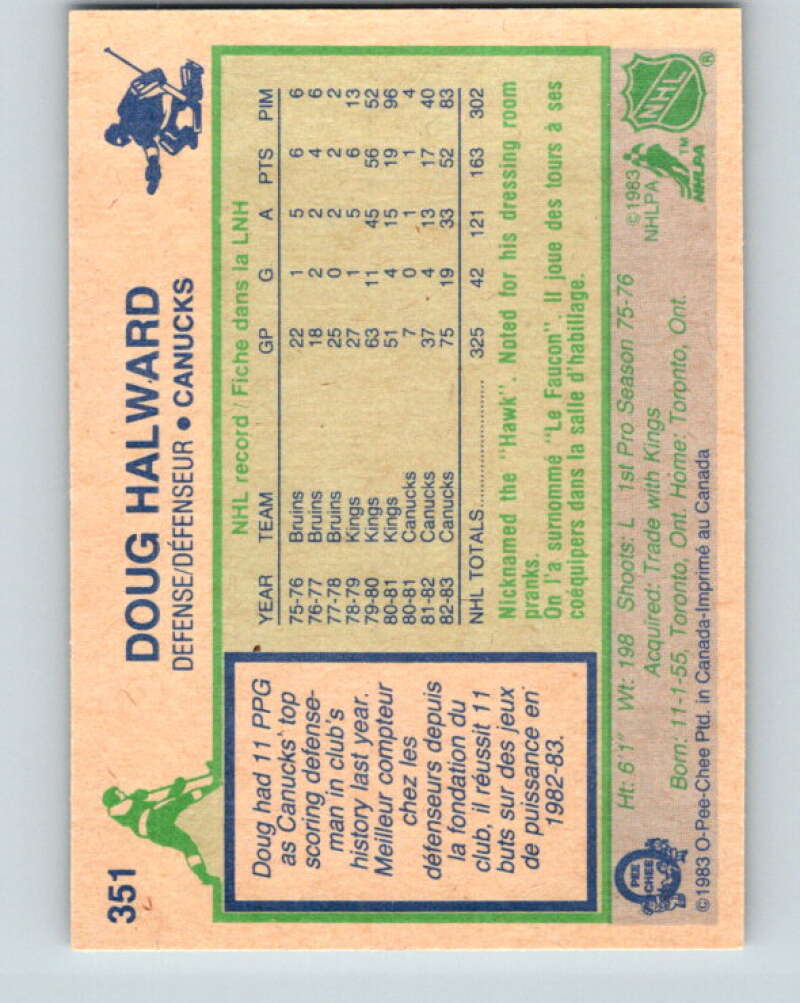 351
DOUG HALWARD
DEFENSE/DÉFENSEUR • CANUCKS
Doug had 11 PPG
as Canucks' top
scoring defense-
man in club's
history last year.
Meilleur compteur
chez les
défenseurs depuis
la fondation du
club, il réussit 11
buts sur des jeux
de puissance en
1982-83.
NHL record / Fiche dans la LNH
YEAR TEAM GP G A PTS PIM
75-76 Bruins 22 1 5 6 6
76-77 Bruins 18 2 2 4 6
77-78 Bruins 25 0 2 2 2
78-79 Kings 27 1 5 6 13
79-80 Kings 63 11 45 56 52
80-81 Kings 51 4 15 19 96
80-81 Canucks 7 0 1 1 4
81-82 Canucks 37 4 13 17 40
82-83 Canucks 75 19 33 52 83
NHL TOTALS.................... 325 42 121 163 302
Nicknamed the "Hawk". Noted for his dressing room
pranks.
On l'a surnommé "Le Faucon". Il joue des tours à ses
coéquipers dans la salle d'habillage.
Ht: 6'1" Wt: 198 Shoots: L 1st Pro Season 75-76
Acquired: Trade with Kings
Born: 11-1-55, Toronto, Ont. Home: Toronto, Ont.
©1983 O-Pee-Chee Ptd. in Canada-Imprimé au Canada
O
PEE
CHEE
©1983
NHLPA
NHLPA™
NHL®